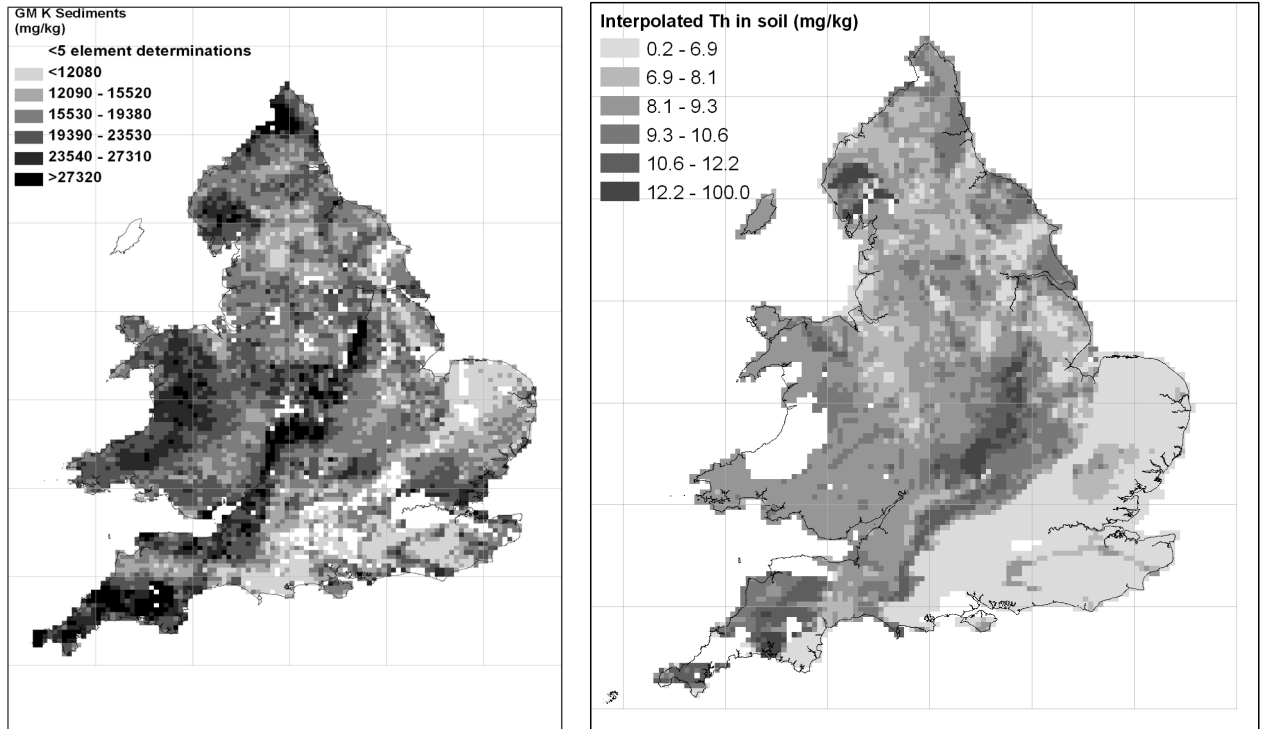 GM K Sediments
(mg/kg)
<5 element determinations
<12080
12090 - 15520
15530 - 19380
19390 - 23530
23540 - 27310
>27320
Interpolated Th in soil (mg/kg)
0.2 - 6.9
6.9 - 8.1
8.1 - 9.3
9.3 - 10.6
10.6 - 12.2
12.2 - 100.0